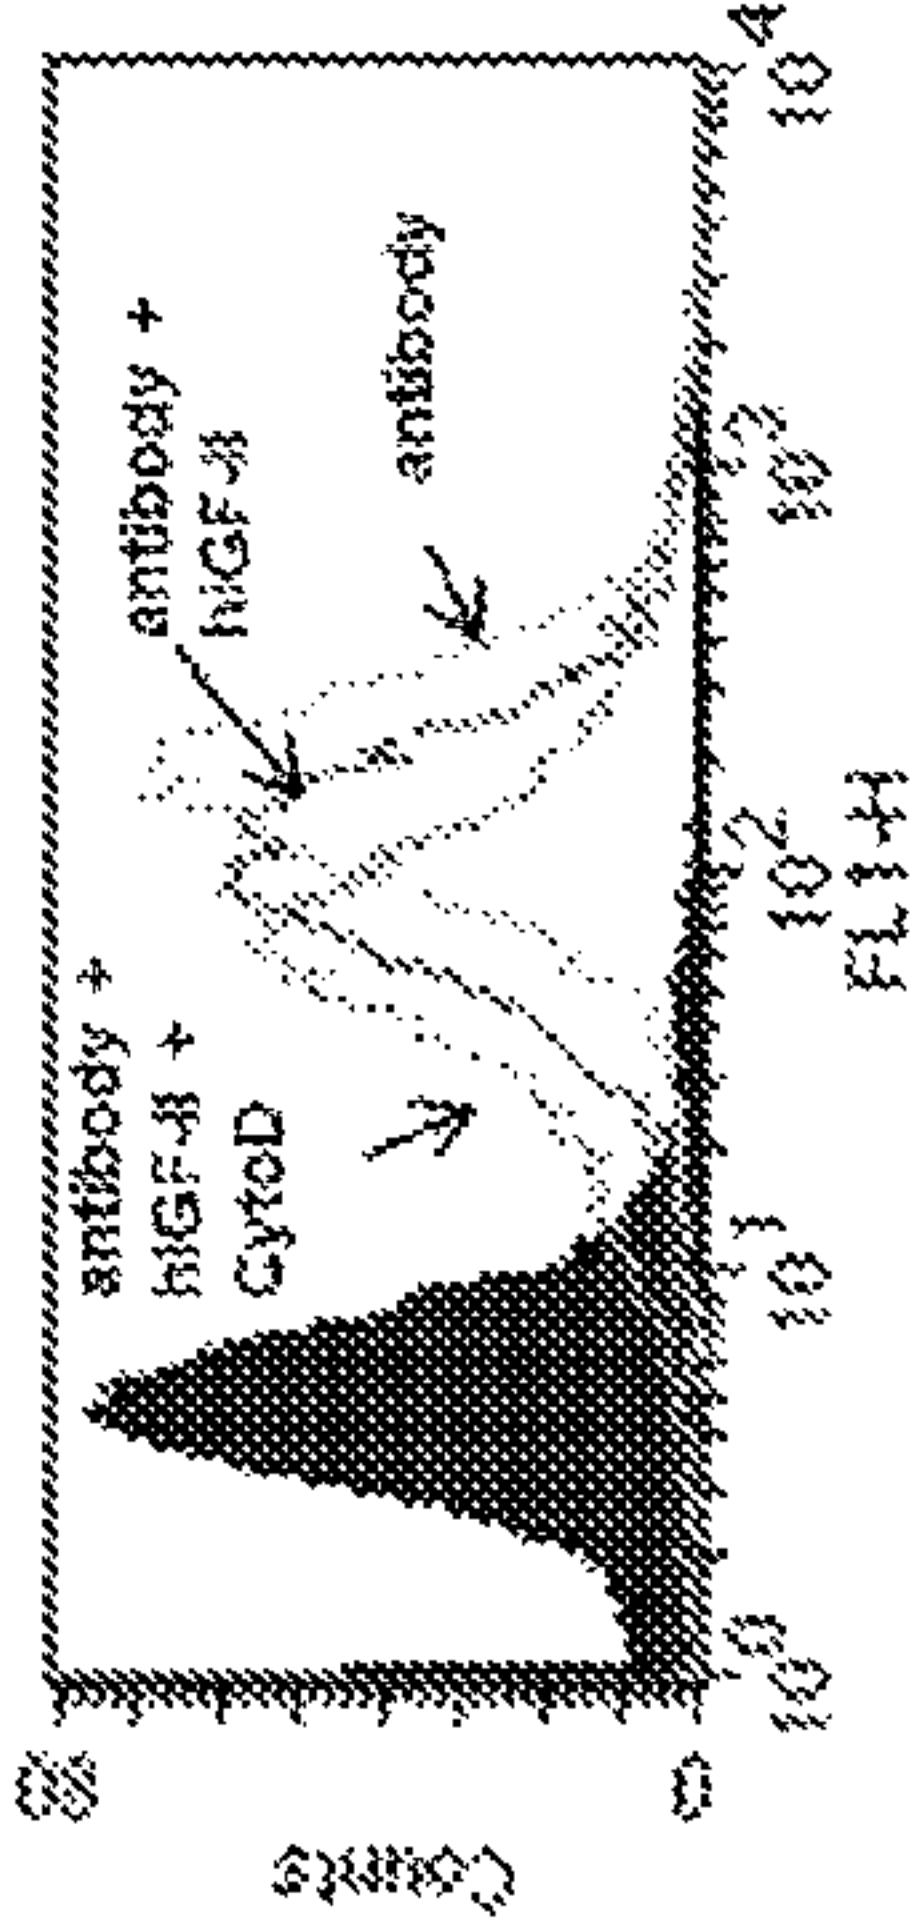 antibody +
hIGF-II +
CytoD
antibody +
hIGF-II
antibody
Counts
0
10 0
10 1
10 2
10 3
10 4
FL1-H